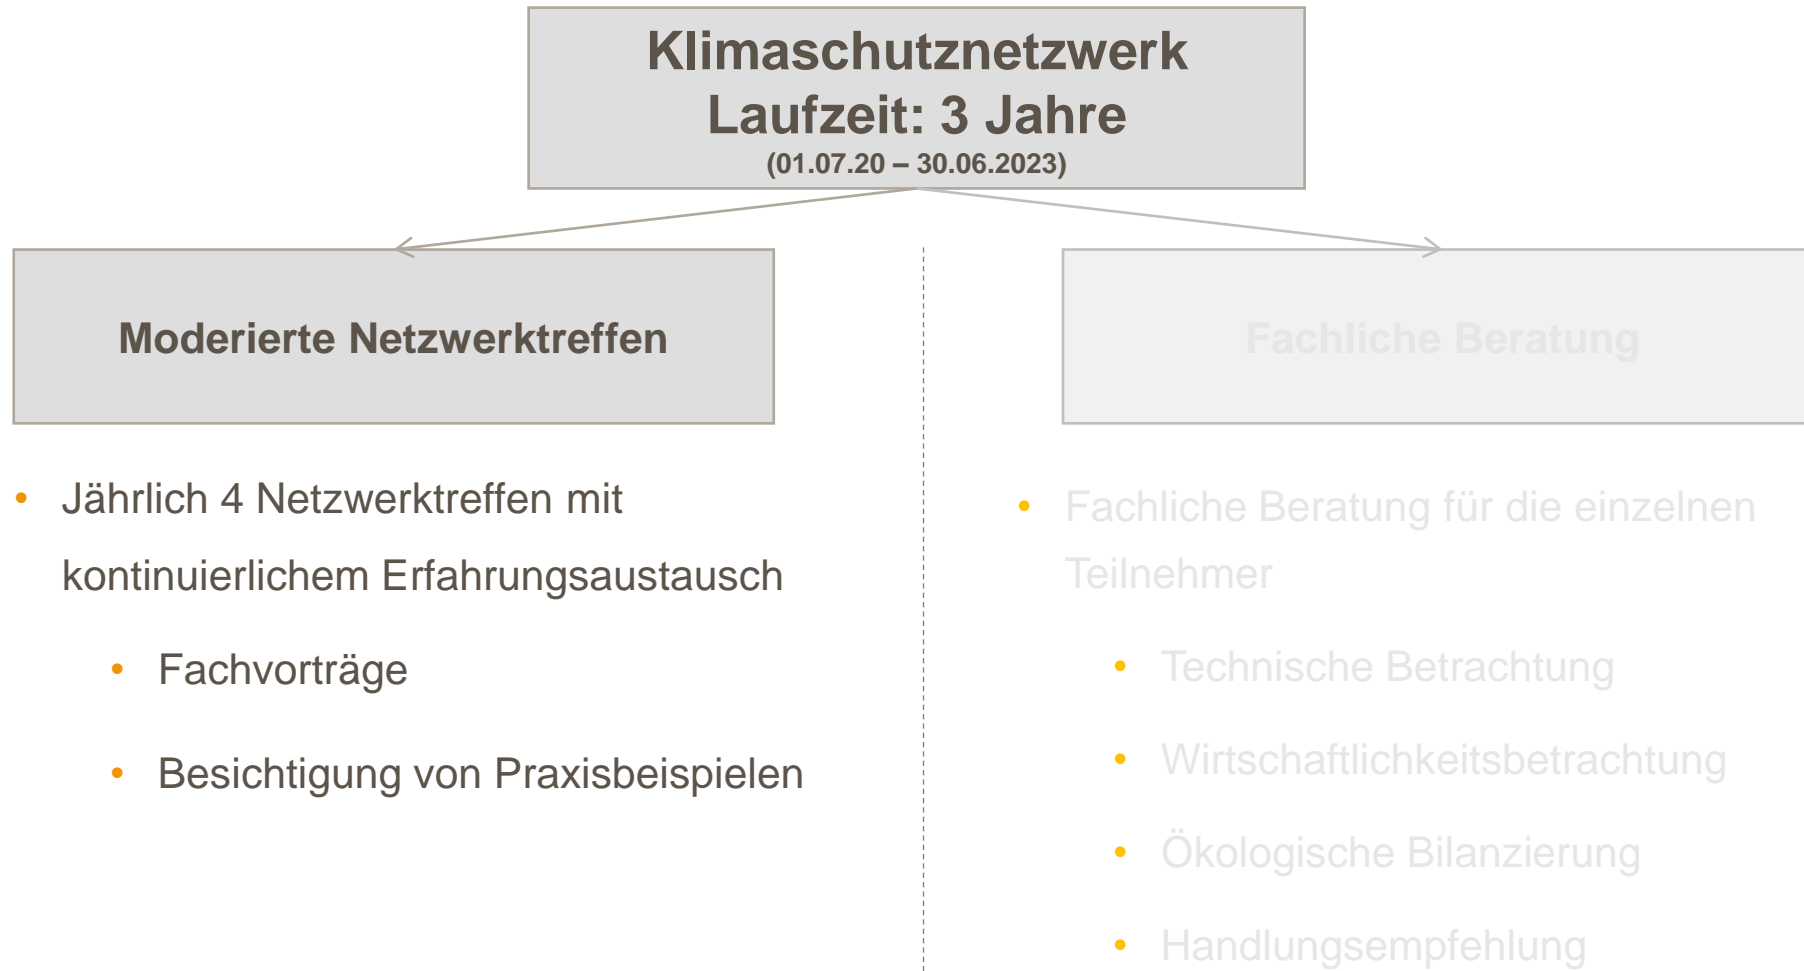 Klimaschutznetzwerk
Laufzeit: 3 Jahre
(01.07.20 – 30.06.2023)
Moderierte Netzwerktreffen
• Jährlich 4 Netzwerktreffen mit
kontinuierlichem Erfahrungsaustausch
• Fachvorträge
• Besichtigung von Praxisbeispielen
Fachliche Beratung
• Fachliche Beratung für die einzelnen
Teilnehmer
• Technische Betrachtung
• Wirtschaftlichkeitsbetrachtung
• Ökologische Bilanzierung
• Handlungsempfehlung